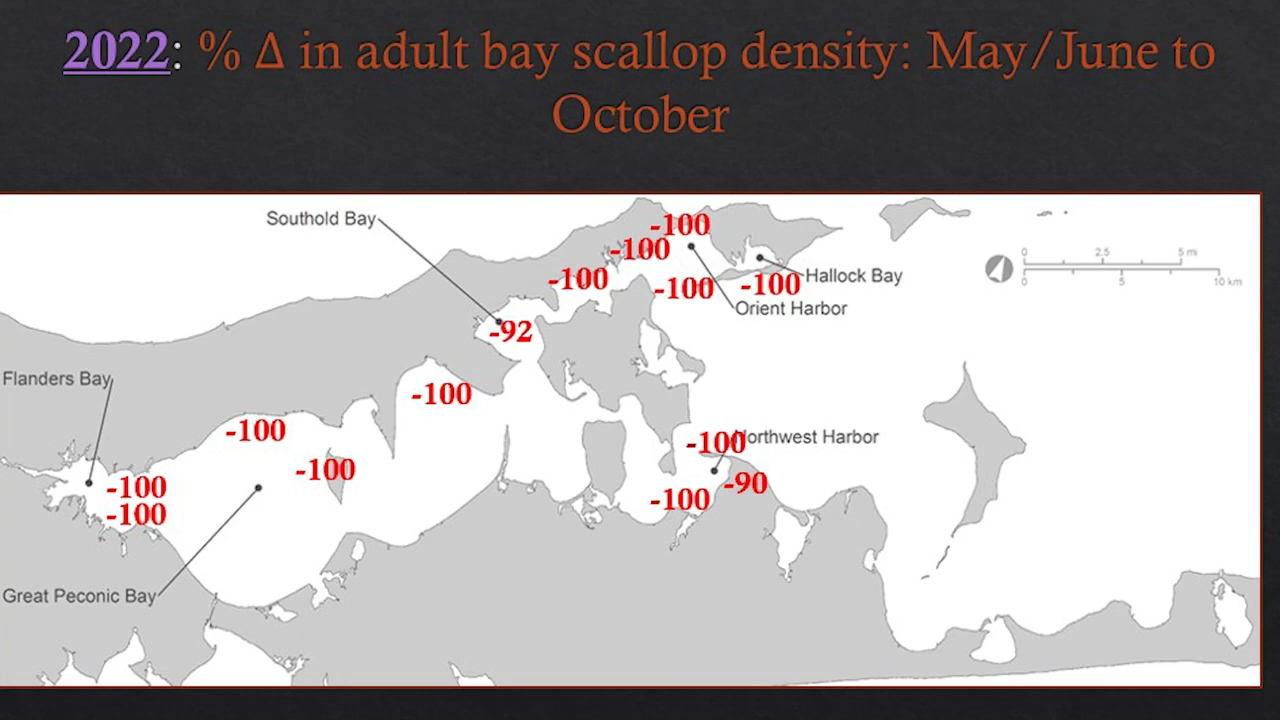 2022: % Δ in adult bay scallop density: May/June to
October
Southold Bay
-100
-100
-100
-100
-100
Hallock Bay
Orient Harbor
0 2.5 5 mi
0 5 10 km
-92
Flanders Bay
-100
-100
-100
-100
Northwest Harbor
-100
-90
-100
-100
-100
Great Peconic Bay